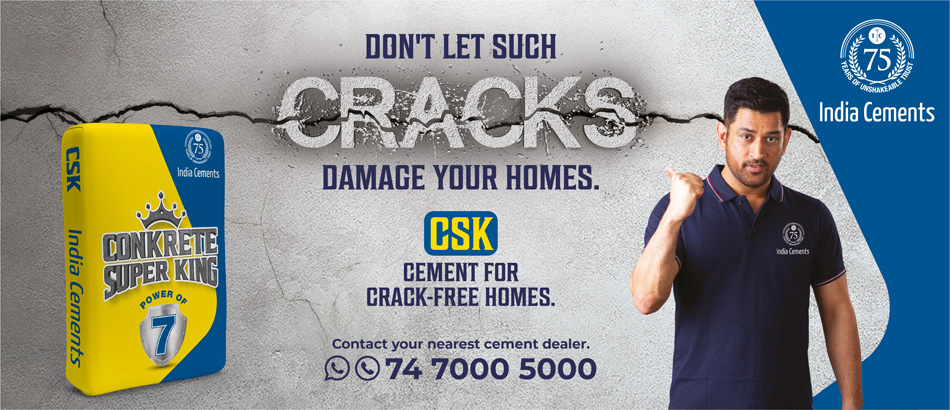 DON'T LET SUCH
CRACKS
DAMAGE YOUR HOMES.
CSK
CEMENT FOR
CRACK-FREE HOMES.
Contact your nearest cement dealer.
74 7000 5000
75
YEARS OF UNSHAKEABLE TRUST
India Cements
CSK
India Cements
75
India Cements
CONKRETE
SUPER KING
POWER OF
7
75
India Cements